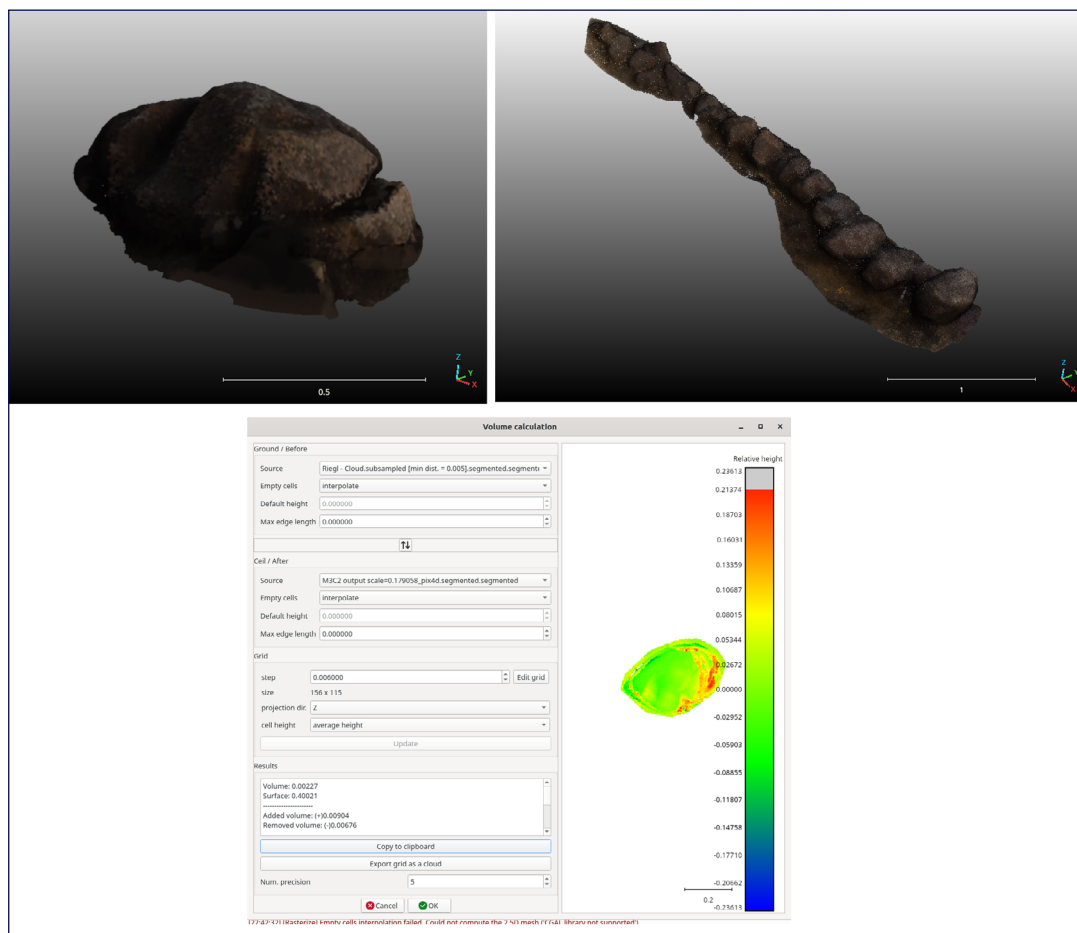 Z
Y
X
0.5
Z
Y
X
1
Volume calculation
Ground / Before
Source Riegl - Cloud.subsampled [min dist. = 0.005].segmented.segmente
Empty cells interpolate
Default height 0.000000
Max edge length 0.000000
Ceil / After
Source M3C2 output scale=0.179058_pix4d.segmented.segmented
Empty cells interpolate
Default height 0.000000
Max edge length 0.000000
Grid
step 0.006000 Edit grid
size 156 x 115
projection dir. Z
cell height average height
Update
Results
Volume: 0.00227
Surface: 0.40021
----------------------
Added volume: (+)0.00904
Removed volume: (-)0.00676
Copy to clipboard
Export grid as a cloud
Num. precision 5
Cancel OK
Relative height
0.23613
0.21374
0.18703
0.16031
0.13359
0.10687
0.08015
0.05344
0.02672
0.00000
-0.02952
-0.05903
-0.08855
-0.11807
-0.14758
-0.17710
-0.20662
-0.23613
0.2
[22:42:32] [Rasterize] Empty cells interpolation failed. Could not compute the 2.5D mesh ('CGAL library not supported')